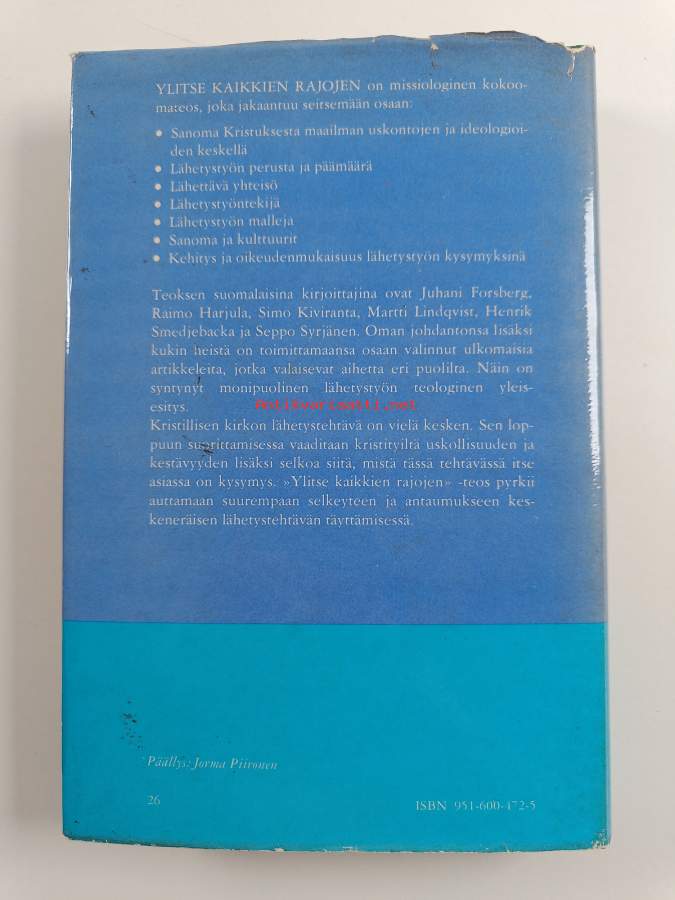 YLITSE KAIKKIEN RAJOJEN on missiologinen kokoo-
mateos, joka jakaantuu seitsemään osaan:
• Sanoma Kristuksesta maailman uskontojen ja ideologioi-
den keskellä
• Lähetystyön perusta ja päämäärä
• Lähettävä yhteisö
• Lähetystyöntekijä
• Lähetystyön malleja
• Sanoma ja kulttuurit
• Kehitys ja oikeudenmukaisuus lähetystyön kysymyksinä
Teoksen suomalaisina kirjoittajina ovat Juhani Forsberg,
Raimo Harjula, Simo Kiviranta, Martti Lindqvist, Henrik
Smedjebacka ja Seppo Syrjänen. Oman johdantonsa lisäksi
kukin heistä on toimittamaansa osaan valinnut ulkomaisia
artikkeleita, jotka valaisevat aihetta eri puolilta. Näin on
syntynyt monipuolinen lähetystyön teologinen yleis-
esitys.
Antikvariaatti.net
Kristillisen kirkon lähetystehtävä on vielä kesken. Sen lop-
puun suorittamisessa vaaditaan kristityiltä uskollisuuden ja
kestävyyden lisäksi selkoa siitä, mistä tässä tehtävässä itse
asiassa on kysymys. »Ylitse kaikkien rajojen» -teos pyrkii
auttamaan suurempaan selkeyteen ja antaumukseen kes-
keneräisen lähetystehtävän täyttämisessä.
Päällys: Jorma Piironen
26
ISBN 951-600-472-5